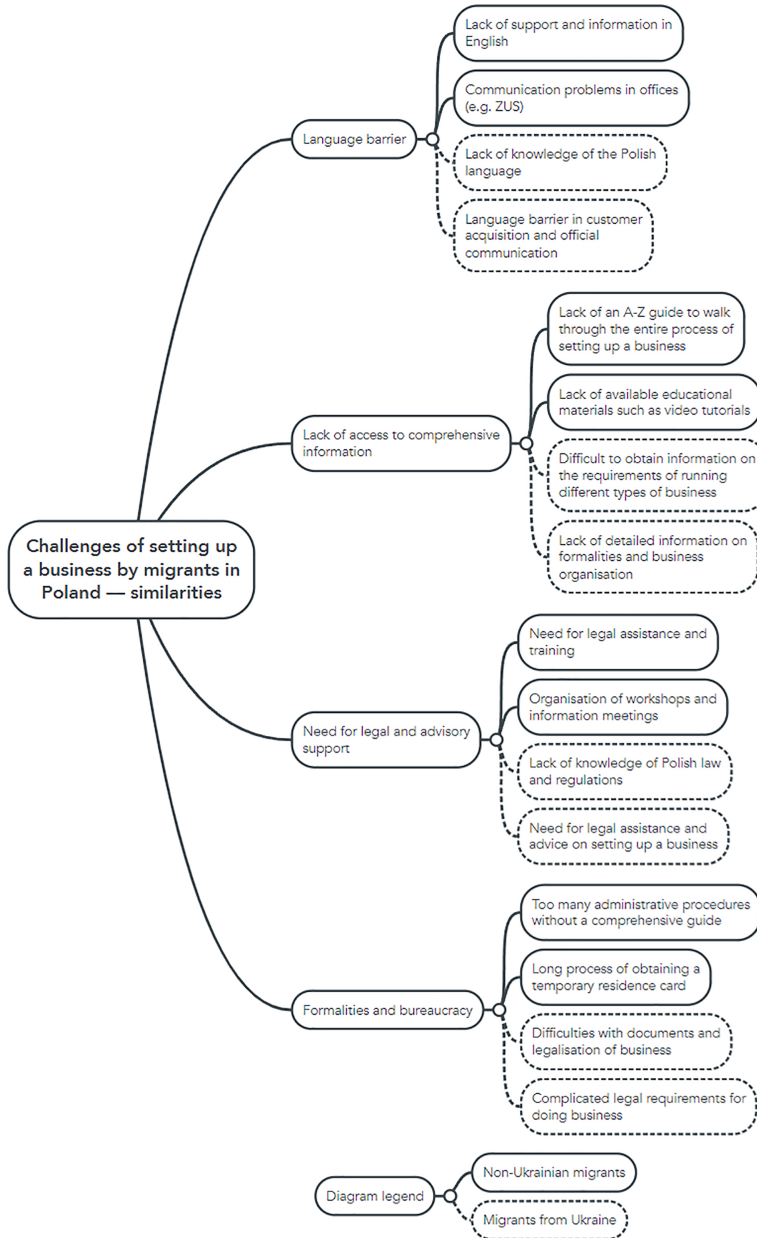 Lack of support and information in
English
Communication problems in offices
(e.g. ZUS)
Language barrier
Lack of knowledge of the Polish
language
Language barrier in customer
acquisition and official
communication
Lack of an A-Z guide to walk
through the entire process of
setting up a business
Lack of available educational
materials such as video tutorials
Lack of access to comprehensive
information
Difficult to obtain information on
the requirements of running
different types of business
Lack of detailed information on
formalities and business
organisation
Challenges of setting up
a business by migrants in
Poland — similarities
Need for legal assistance and
training
Organisation of workshops and
information meetings
Need for legal and advisory
support
Lack of knowledge of Polish law
and regulations
Need for legal assistance and
advice on setting up a business
Too many administrative procedures
without a comprehensive guide
Long process of obtaining a
temporary residence card
Formalities and bureaucracy
Difficulties with documents and
legalisation of business
Complicated legal requirements for
doing business
Non-Ukrainian migrants
Diagram legend
Migrants from Ukraine